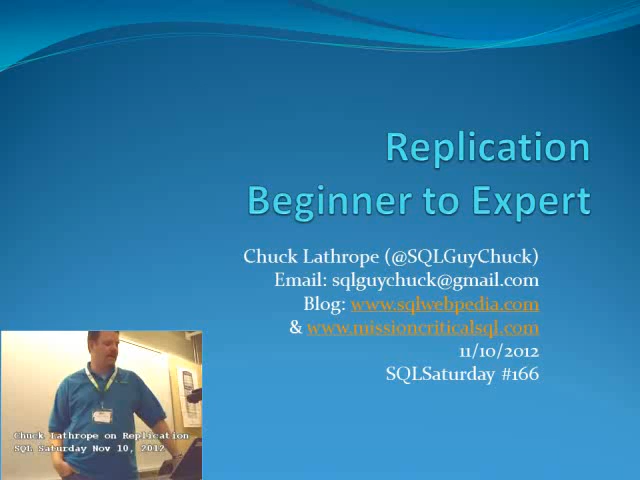 Replication
Beginner to Expert
Chuck Lathrope (@SQLGuyChuck)
Email: sqlguychuck@gmail.com
Blog: www.sqlwebpedia.com
& www.missioncriticalsql.com
11/10/2012
SQLSaturday #166
Chuck Lathrope on Replication
SQL Saturday Nov 10, 2012